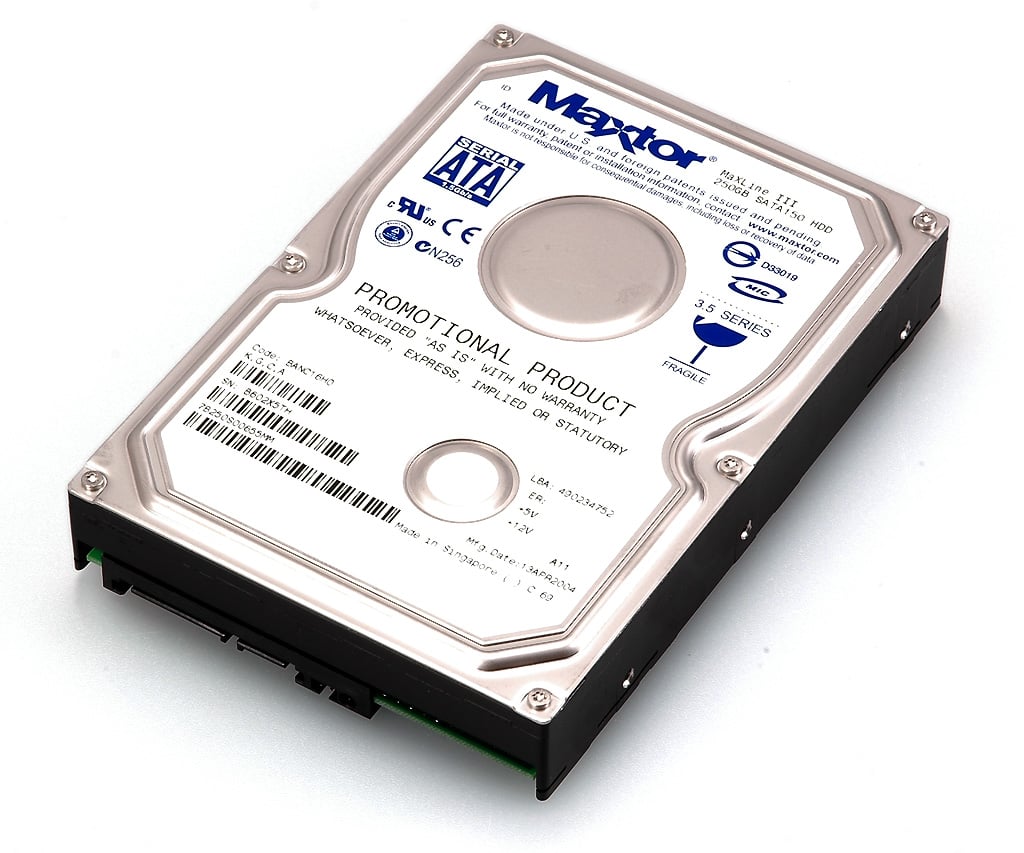 ID
Maxtor®
MaXLine III
250GB SATA150 HDD
Made under U.S. and foreign patents issued and pending
For full warranty, patent or installation information, contact www.maxtor.com
Maxtor is not responsible for consequential damages, including loss or recovery of data
SERIAL
ATA
1.5Gb/s
C US CE
N256
D33019
MIC
3.5 SERIES
FRAGILE
PROMOTIONAL PRODUCT
PROVIDED "AS IS" WITH NO WARRANTY
WHATSOEVER, EXPRESS, IMPLIED OR STATUTORY
Code: BANC16H0
K,G,C,A
SN: B602X5TH
7B250S00655MM
LBA: 490234752
ER:
+5V
+12V
A11
Mfg.Date:13APR2004
Made in Singapore ( ) C 69